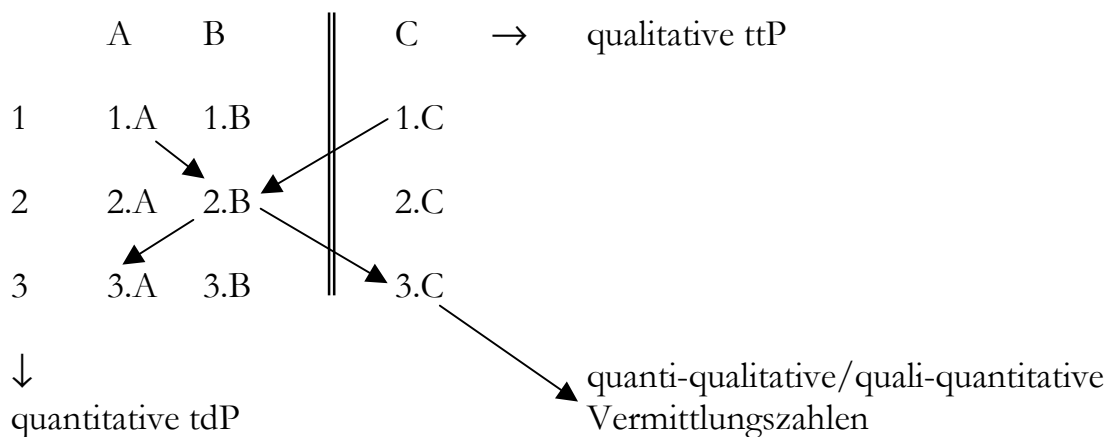 A B C → qualitative ttP
1 1.A 1.B 1.C
2 2.A 2.B 2.C
3 3.A 3.B 3.C
↓
quanti-qualitative/quali-quantitative
quantitative tdP Vermittlungszahlen